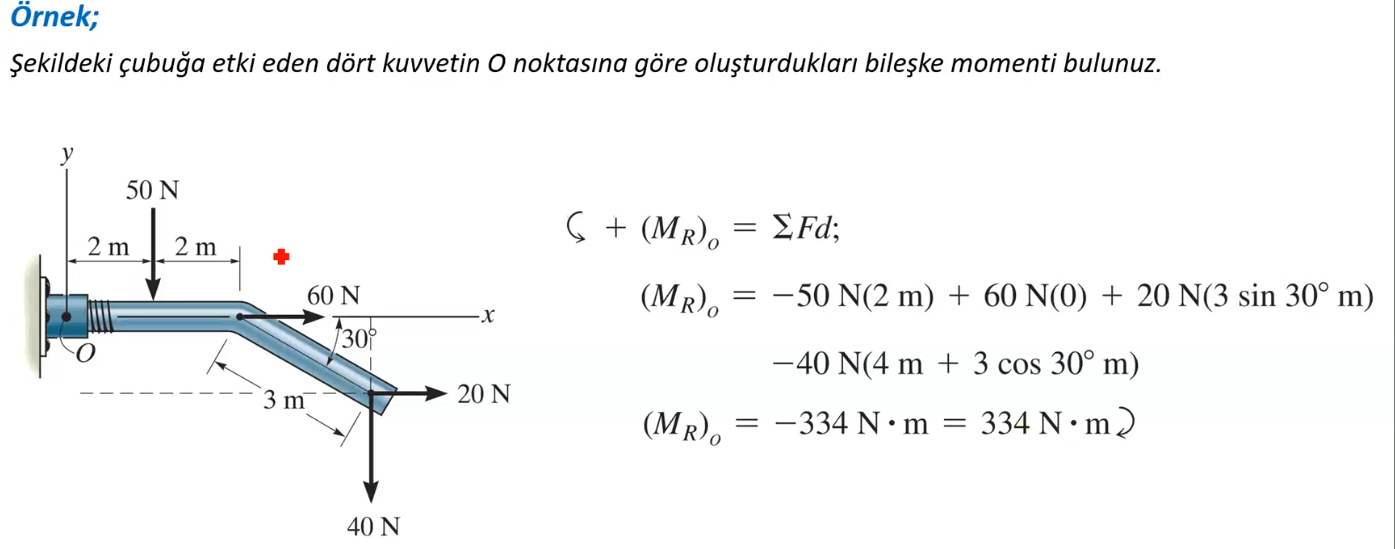 Örnek;
Şekildeki çubuğa etki eden dört kuvvetin O noktasına göre oluşturdukları bileşke momenti bulunuz.
y
50 N
2 m
2 m
60 N
x
30°
O
3 m
20 N
40 N
⤹ + (M_R)_o = ΣFd;
(M_R)_o = −50 N(2 m) + 60 N(0) + 20 N(3 sin 30° m)
−40 N(4 m + 3 cos 30° m)
(M_R)_o = −334 N·m = 334 N·m⤸